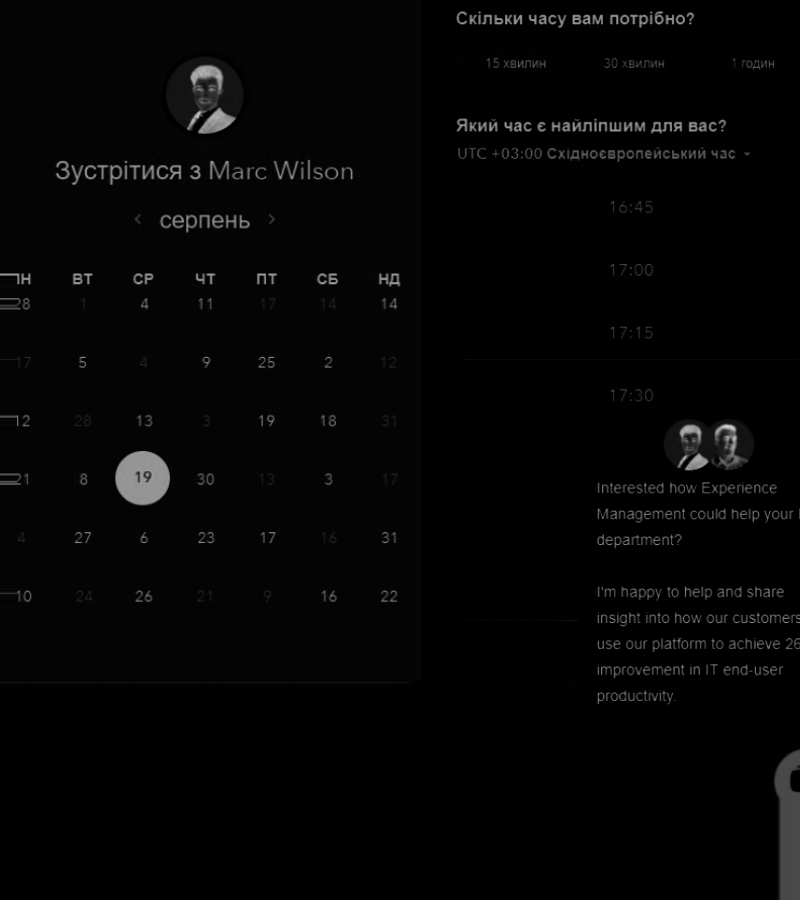 Зустрітися з Marc Wilson
серпень
ПН ВТ СР ЧТ ПТ СБ НД
28 1 4 11 17 14 14
17 5 4 9 25 2 12
12 28 13 3 19 18 31
21 8 19 30 13 3 17
4 27 6 23 17 16 31
10 24 26 21 9 16 22
Скільки часу вам потрібно?
15 хвилин 30 хвилин 1 годин
Який час є найліпшим для вас?
UTC +03:00 Східноєвропейський час
16:45
17:00
17:15
17:30
Interested how Experience
Management could help your
department?
I'm happy to help and share
insight into how our customers
use our platform to achieve 26
improvement in IT end-user
productivity.